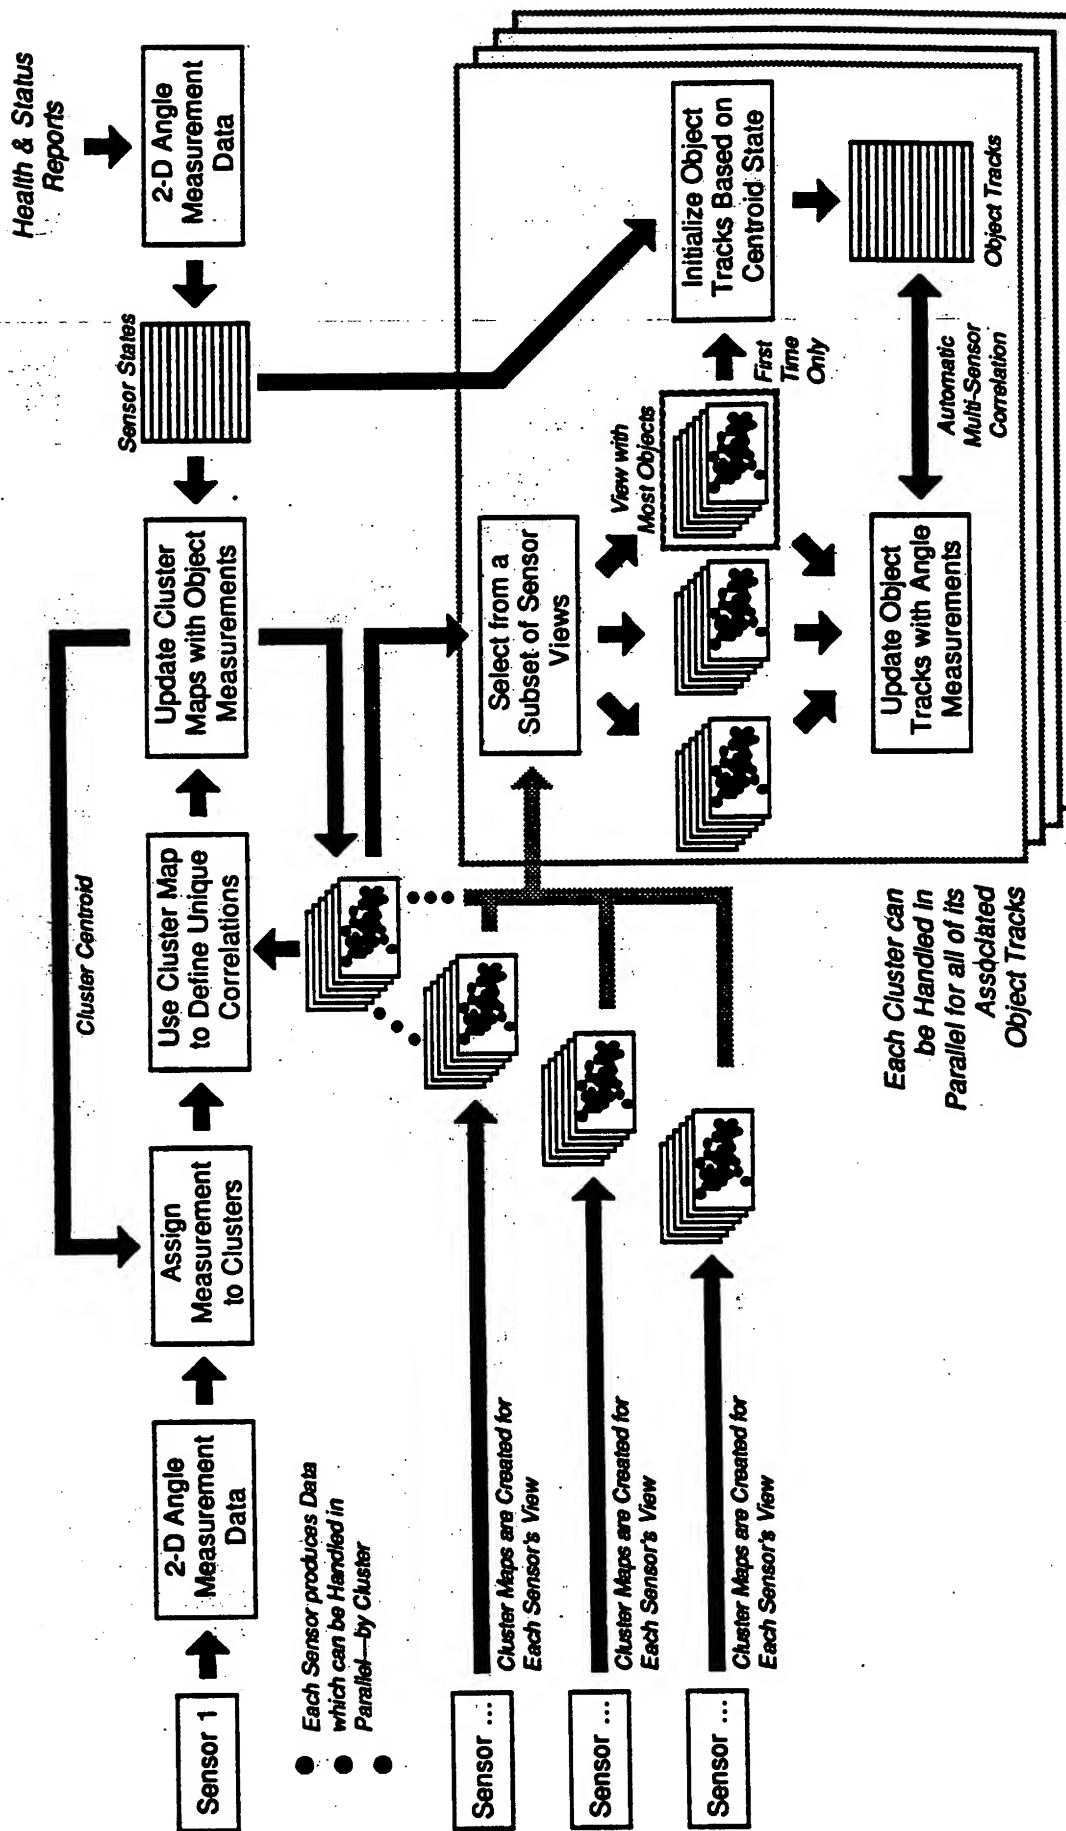 Sensor 1
2-D Angle
Measurement
Data
Assign
Measurement
to Clusters
Cluster Centroid
Use Cluster Map
to Define Unique
Correlations
Update Cluster
Maps with Object
Measurements
Sensor States
2-D Angle
Measurement
Data
Health & Status
Reports
Each Sensor produces Data
which can be Handled in
Parallel—by Cluster
Sensor ...
Cluster Maps are Created for
Each Sensor's View
Sensor ...
Cluster Maps are Created for
Each Sensor's View
Sensor ...
Cluster Maps are Created for
Each Sensor's View
Select from a
Subset of Sensor
Views
View with
Most Objects
First
Time
Only
Initialize Object
Tracks Based on
Centroid State
Update Object
Tracks with Angle
Measurements
Automatic
Multi-Sensor
Correlation
Object Tracks
Each Cluster can
be Handled in
Parallel for all of its
Associated
Object Tracks